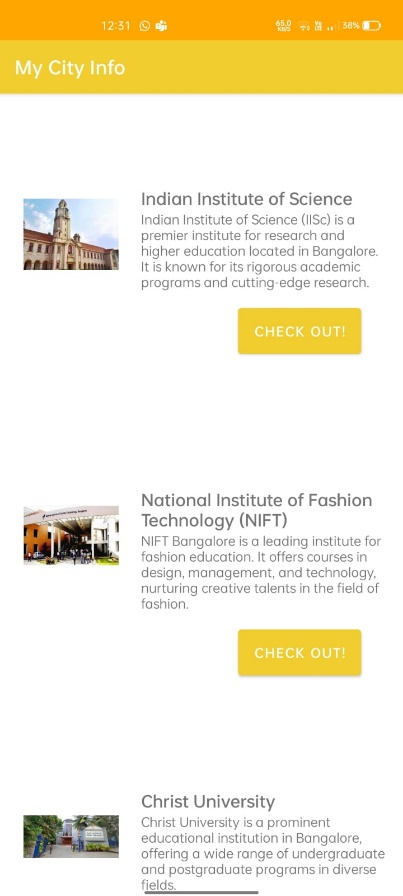 12:31
65.0
KB/S
38%
My City Info
Indian Institute of Science
Indian Institute of Science (IISc) is a
premier institute for research and
higher education located in Bangalore.
It is known for its rigorous academic
programs and cutting-edge research.
CHECK OUT!
National Institute of Fashion
Technology (NIFT)
NIFT Bangalore is a leading institute for
fashion education. It offers courses in
design, management, and technology,
nurturing creative talents in the field of
fashion.
CHECK OUT!
Christ University
Christ University is a prominent
educational institution in Bangalore,
offering a wide range of undergraduate
and postgraduate programs in diverse
fields.